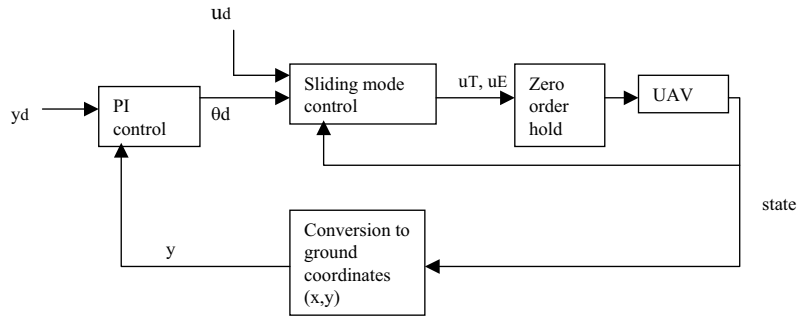 ud
yd
PI
control
θd
Sliding mode
control
uT, uE
Zero
order
hold
UAV
state
y
Conversion to
ground
coordinates
(x,y)